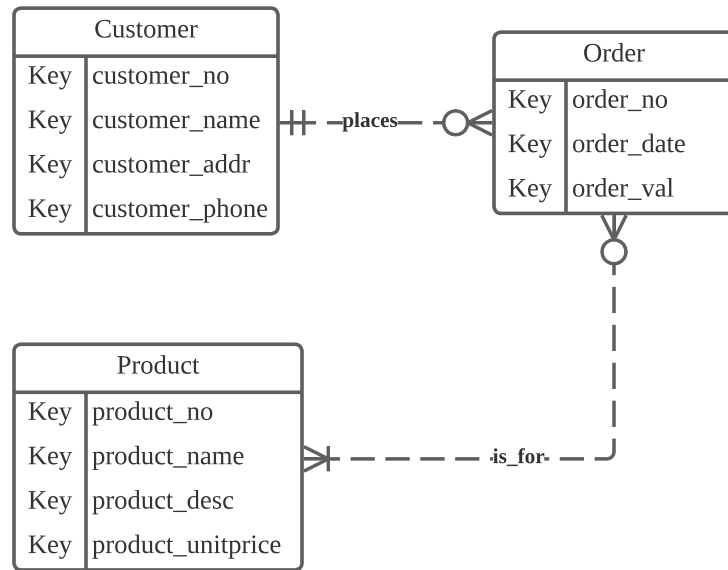 Customer
Key customer_no
Key customer_name
Key customer_addr
Key customer_phone
places
Order
Key order_no
Key order_date
Key order_val
Product
Key product_no
Key product_name
Key product_desc
Key product_unitprice
is_for